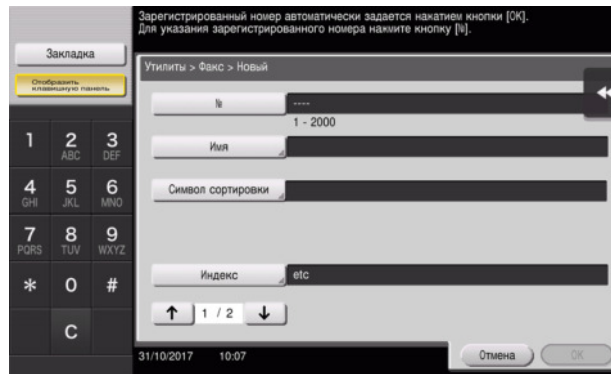 Зарегистрированный номер автоматически задается накатием кнопки [OK].
Для указания зарегистрированного номера нажмите кнопку [№].
Закладка
Отобразить
клавишную панель
Утилиты > Факс > Новый
№
----
1 - 2000
Имя
Символ сортировки
Индекс
etc
↑ 1 / 2 ↓
1 2 ABC 3 DEF
4 GHI 5 JKL 6 MNO
7 PQRS 8 TUV 9 WXYZ
* 0 #
C
31/10/2017 10:07
Отмена
OK